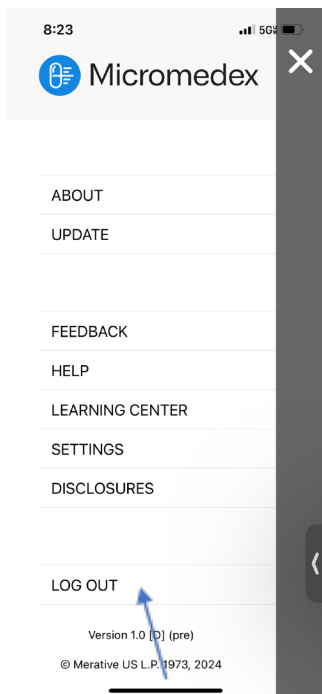 8:23 5G
Micromedex
ABOUT
UPDATE
FEEDBACK
HELP
LEARNING CENTER
SETTINGS
DISCLOSURES
LOG OUT
Version 1.0 [D] (pre)
© Merative US L.P. 1973, 2024